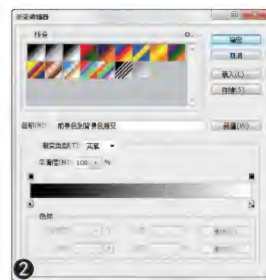 渐变编辑器
预设
确定
取消
载入(L)...
存储(S)...
名称(N): 前景色到背景色渐变
新建(W)
渐变类型(T): 实底
平滑度(M): 100 %
色标
2